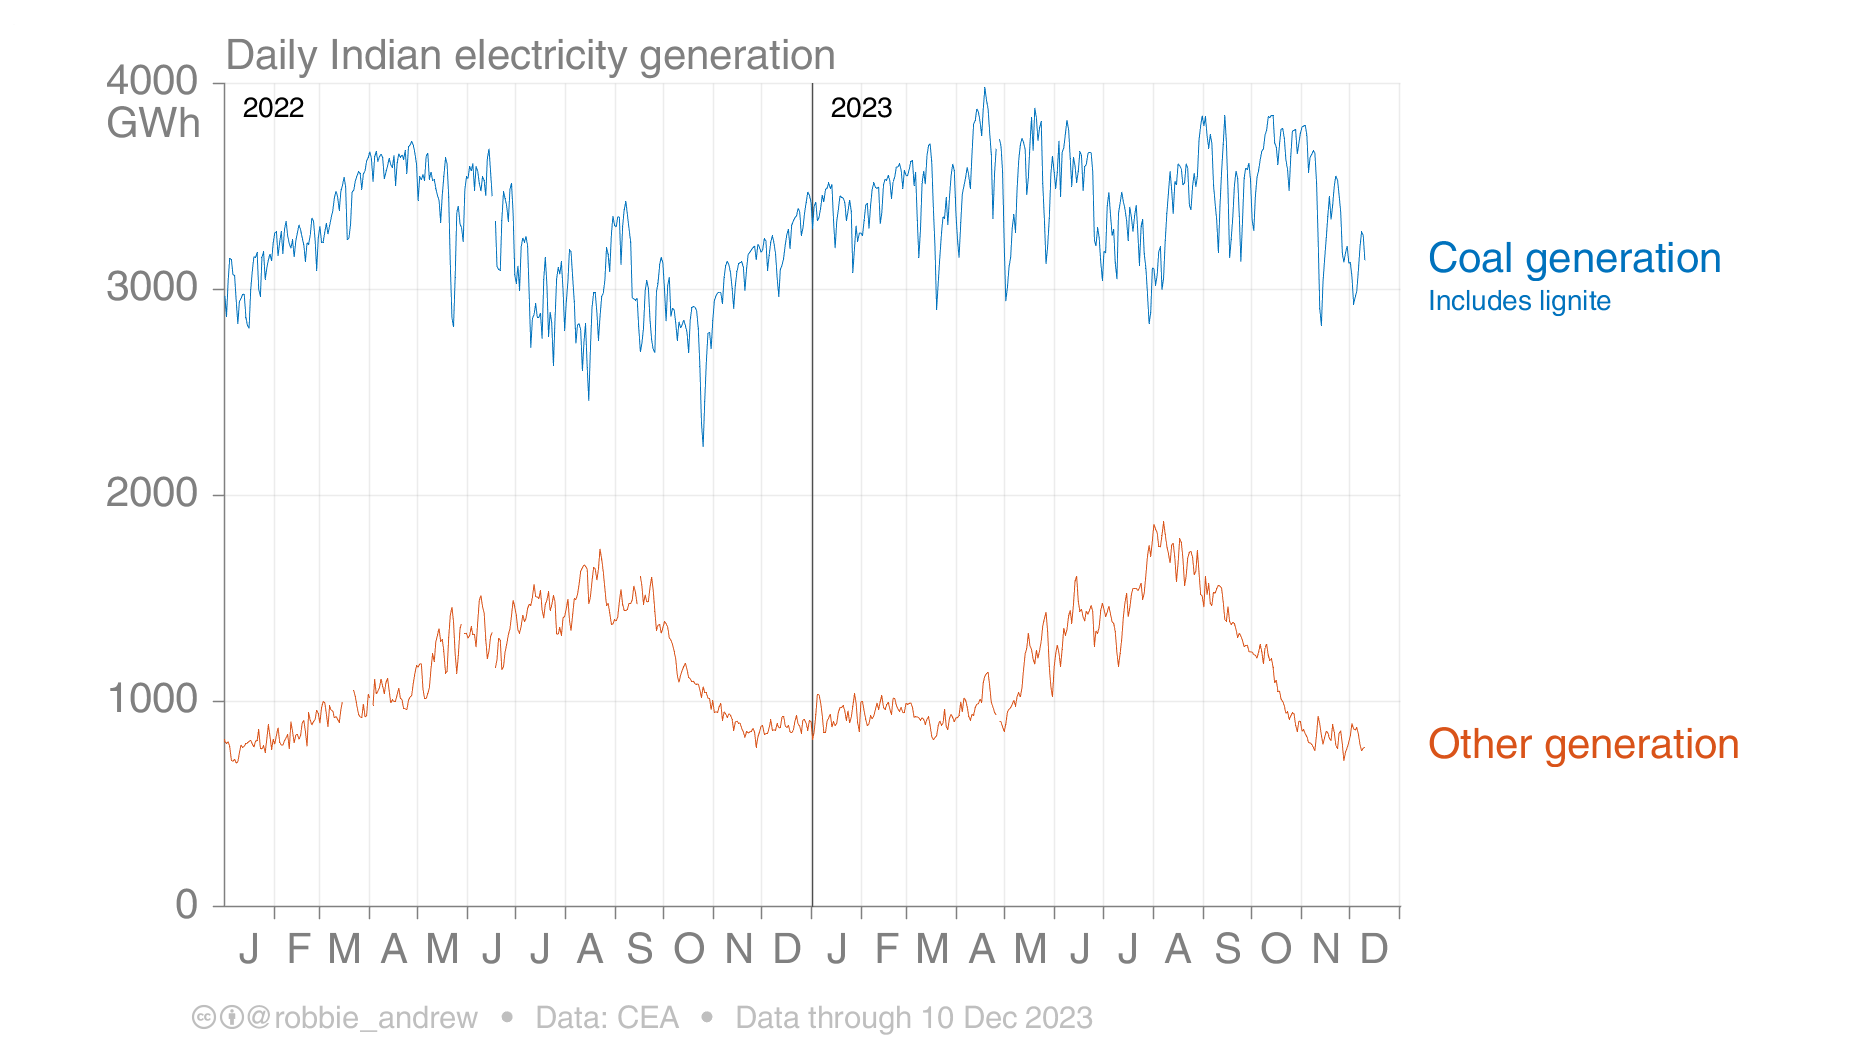 Daily Indian electricity generation
4000
GWh
2022
2023
3000
2000
1000
0
Coal generation
Includes lignite
Other generation
J F M A M J J A S O N D J F M A M J J A S O N D
cc @robbie_andrew • Data: CEA • Data through 10 Dec 2023